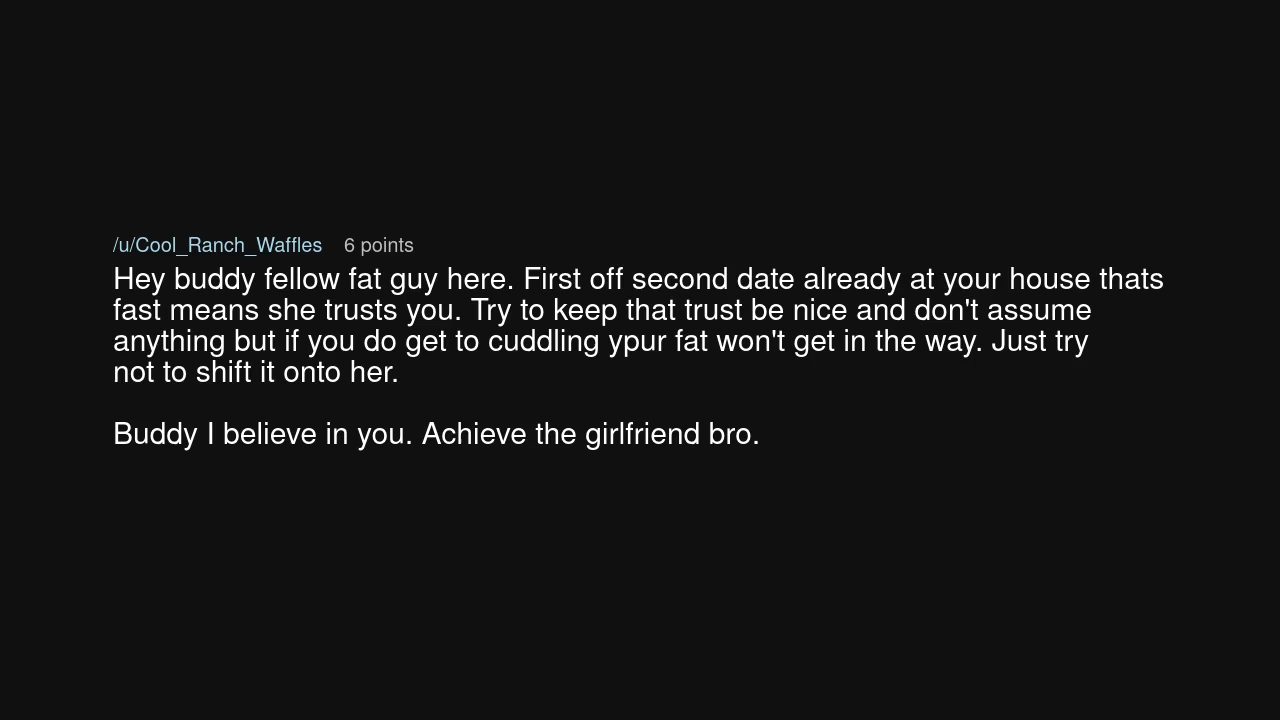 /u/Cool_Ranch_Waffles 6 points
Hey buddy fellow fat guy here. First off second date already at your house thats
fast means she trusts you. Try to keep that trust be nice and don't assume
anything but if you do get to cuddling ypur fat won't get in the way. Just try
not to shift it onto her.
Buddy I believe in you. Achieve the girlfriend bro.